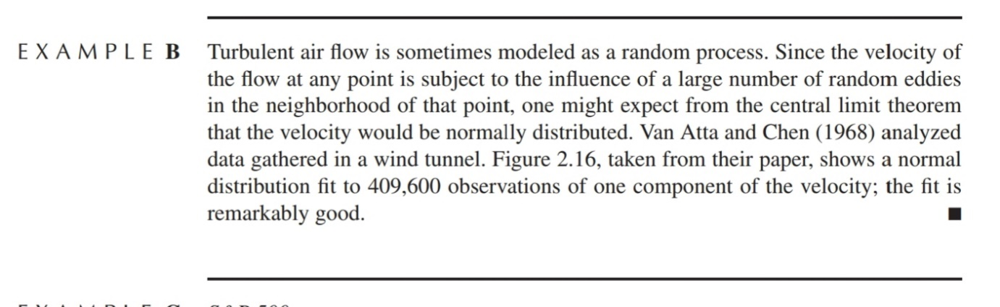 EXAMPLE B Turbulent air flow is sometimes modeled as a random process. Since the velocity of
the flow at any point is subject to the influence of a large number of random eddies
in the neighborhood of that point, one might expect from the central limit theorem
that the velocity would be normally distributed. Van Atta and Chen (1968) analyzed
data gathered in a wind tunnel. Figure 2.16, taken from their paper, shows a normal
distribution fit to 409,600 observations of one component of the velocity; the fit is
remarkably good. ■